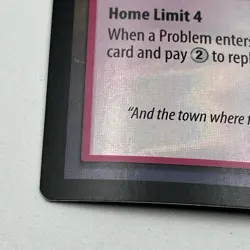 Home Limit 4
When a Problem enters
card and pay ② to repl
"And the town where f